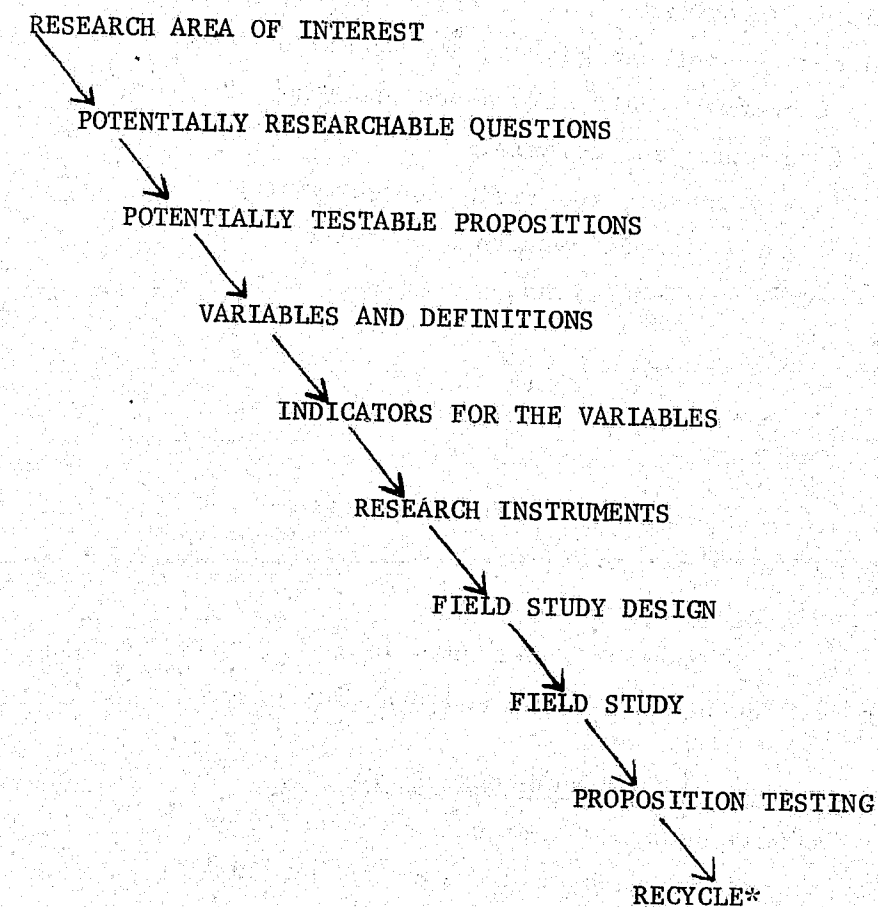 RESEARCH AREA OF INTEREST
POTENTIALLY RESEARCHABLE QUESTIONS
POTENTIALLY TESTABLE PROPOSITIONS
VARIABLES AND DEFINITIONS
INDICATORS FOR THE VARIABLES
RESEARCH INSTRUMENTS
FIELD STUDY DESIGN
FIELD STUDY
PROPOSITION TESTING
RECYCLE*